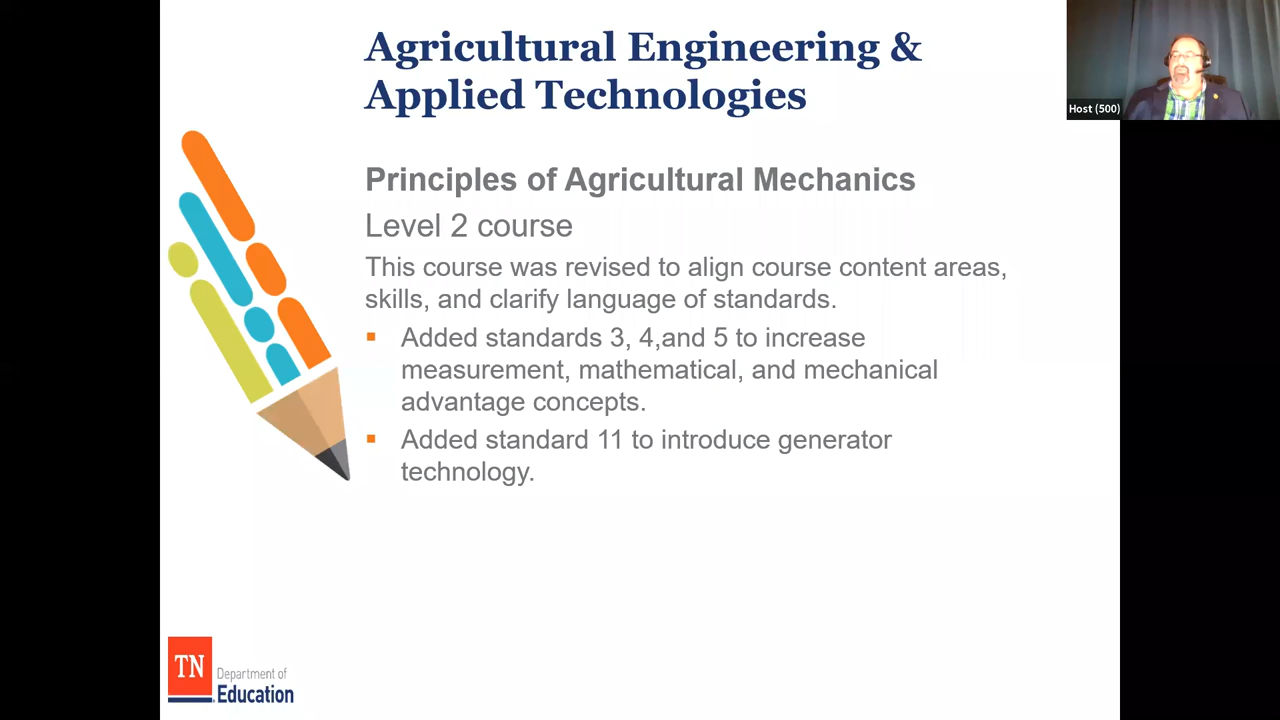 Agricultural Engineering &
Applied Technologies
Host (500)
Principles of Agricultural Mechanics
Level 2 course
This course was revised to align course content areas,
skills, and clarify language of standards.
▪ Added standards 3, 4,and 5 to increase
measurement, mathematical, and mechanical
advantage concepts.
▪ Added standard 11 to introduce generator
technology.
TN
Department of
Education